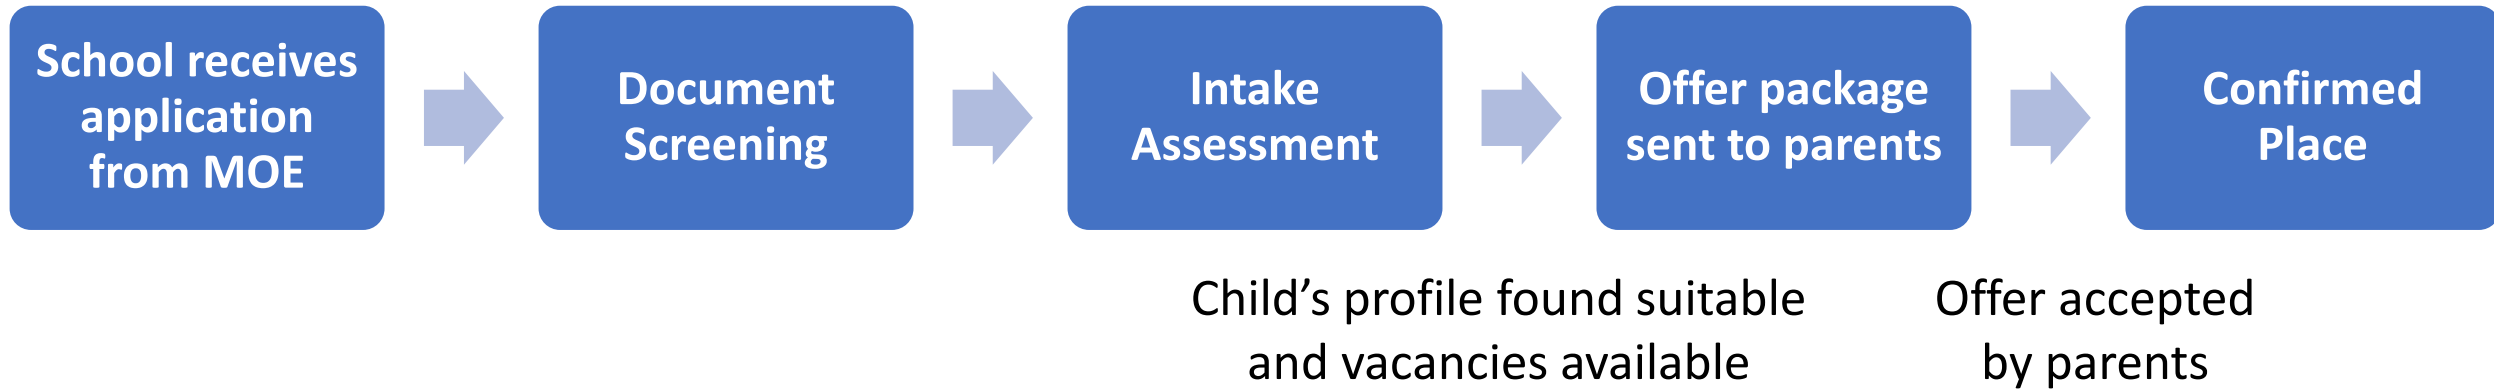 School receives
application
from MOE
Document
Screening
Intake
Assessment
Offer package
sent to parents
Confirmed
Place
Child’s profile found suitable
and vacancies available
Offer accepted
by parents